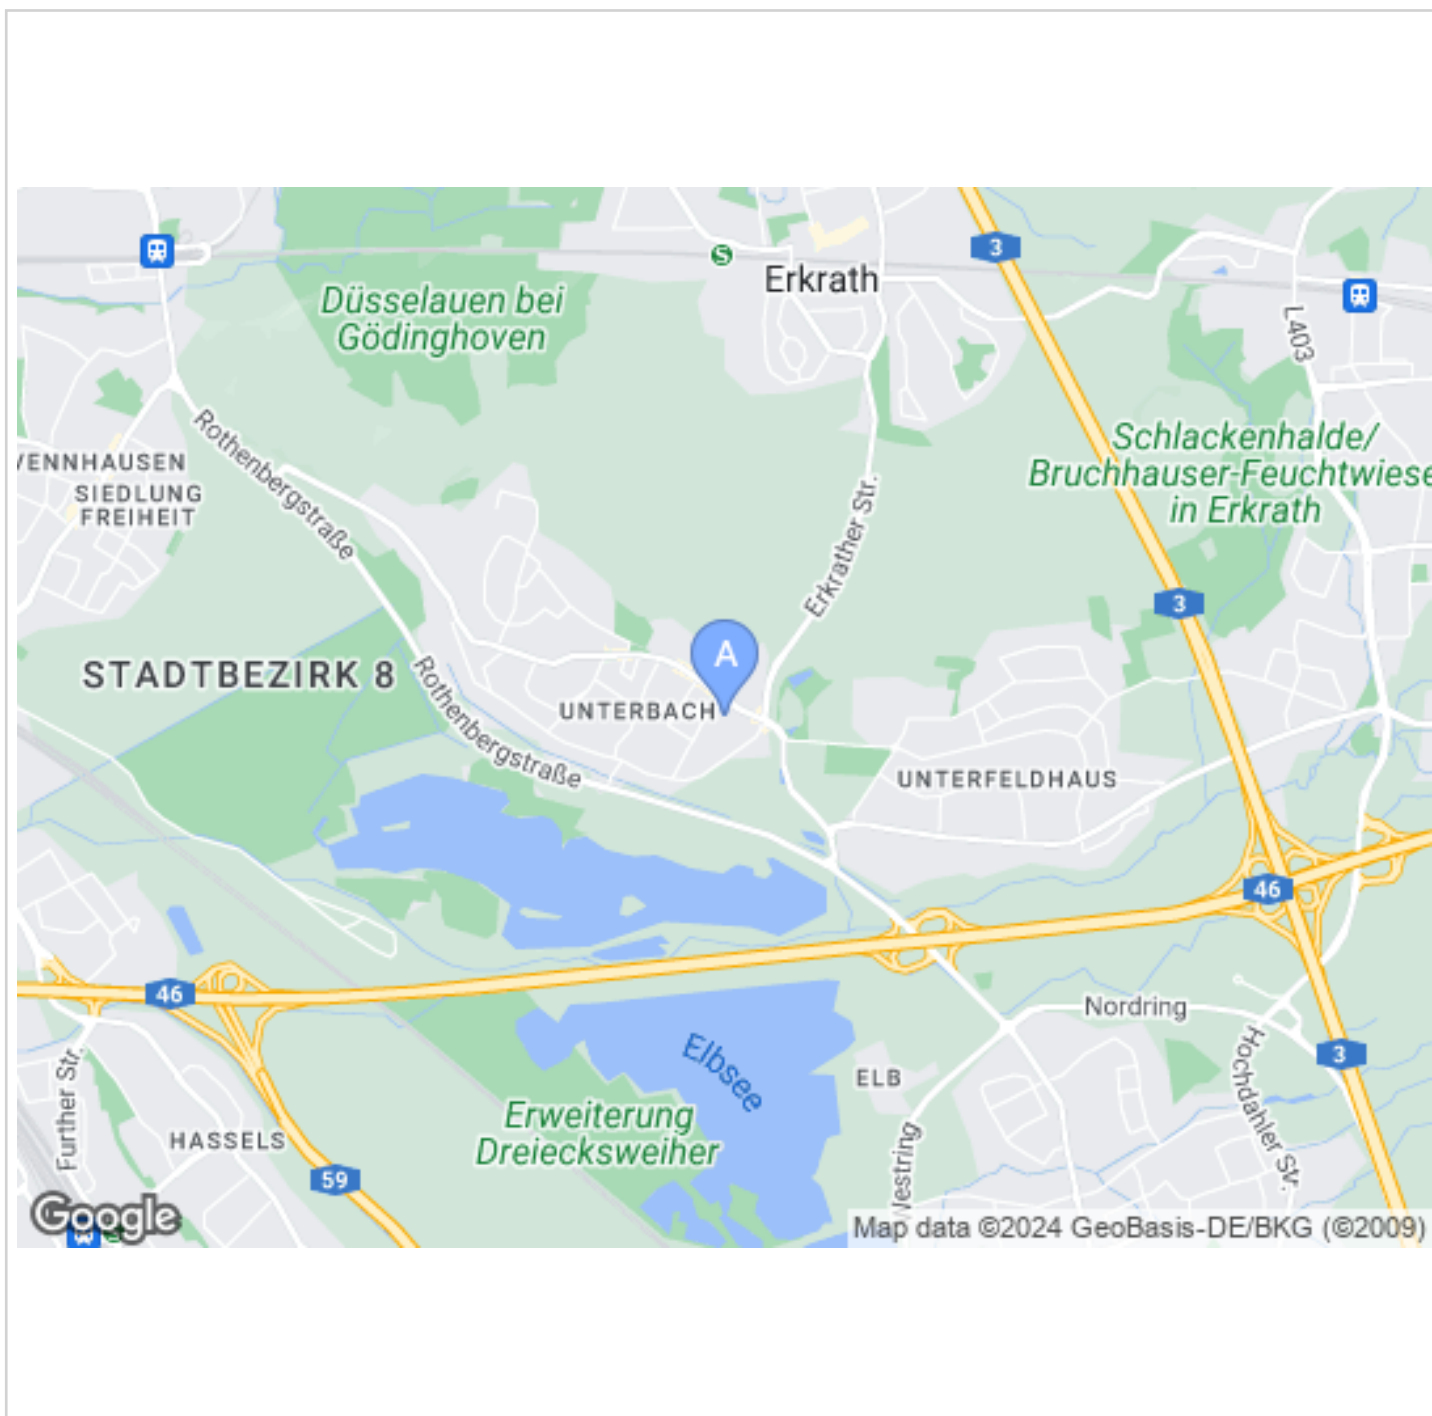 3
Erkrath
Düsselauen bei
Gödinghoven
S
L403
Rothenbergstraße
Schlackenhalde/
Bruchhauser-Feuchtwiese
in Erkrath
VENNHAUSEN
SIEDLUNG
FREIHEIT
Erkrather Str.
3
A
STADTBEZIRK 8
Rothenbergstraße
UNTERBACH
UNTERFELDHAUS
46
46
Nordring
Elbsee
3
Hochdahler
ELB
Further Str.
Erweiterung
Dreiecksweiher
HASSELS
Westring
59
Google
Map data ©2024 GeoBasis-DE/BKG (©2009)